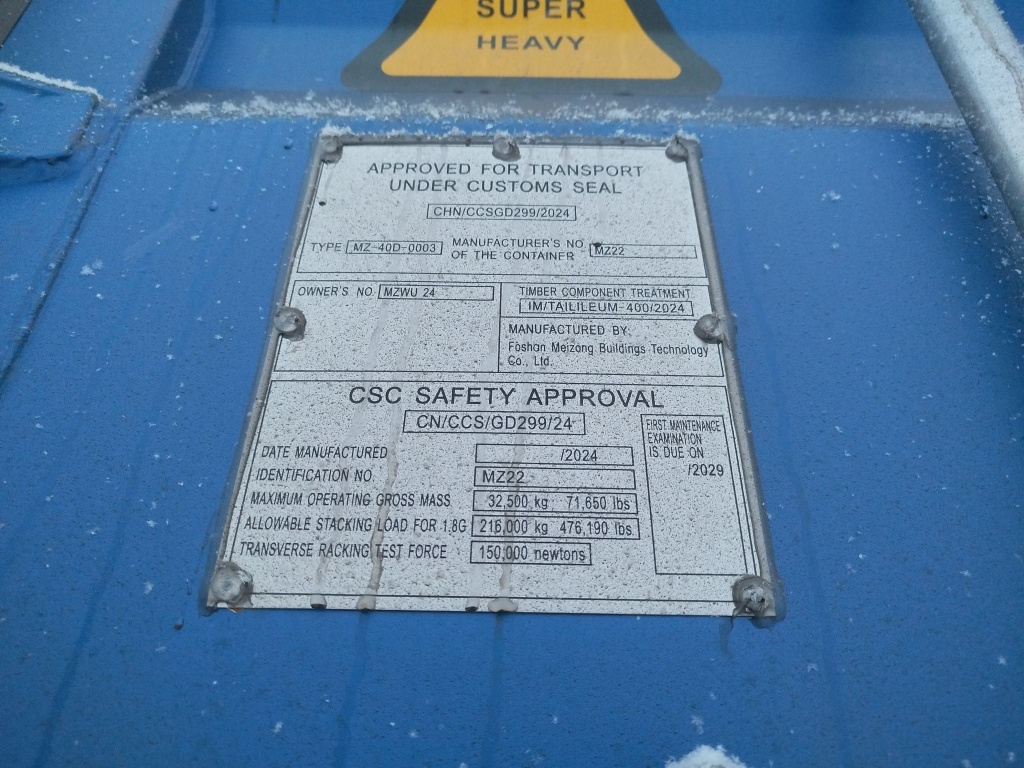 SUPER
HEAVY
APPROVED FOR TRANSPORT
UNDER CUSTOMS SEAL
CHN/CCSGD299/2024
TYPE MZ-40D-0003 MANUFACTURER'S NO.
OF THE CONTAINER MZ22
OWNER'S NO. MZWU 24
TIMBER COMPONENT TREATMENT
IM/TAILILEUM-400/2024
MANUFACTURED BY:
Foshan Meizong Buildings Technology
Co., Ltd.
CSC SAFETY APPROVAL
CN/CCS/GD299/24
DATE MANUFACTURED /2024
IDENTIFICATION NO. MZ22
MAXIMUM OPERATING GROSS MASS 32,500 kg 71,650 lbs
ALLOWABLE STACKING LOAD FOR 1.8G 216,000 kg 476,190 lbs
TRANSVERSE RACKING TEST FORCE 150,000 newtons
FIRST MAINTENANCE
EXAMINATION
IS DUE ON
/2029